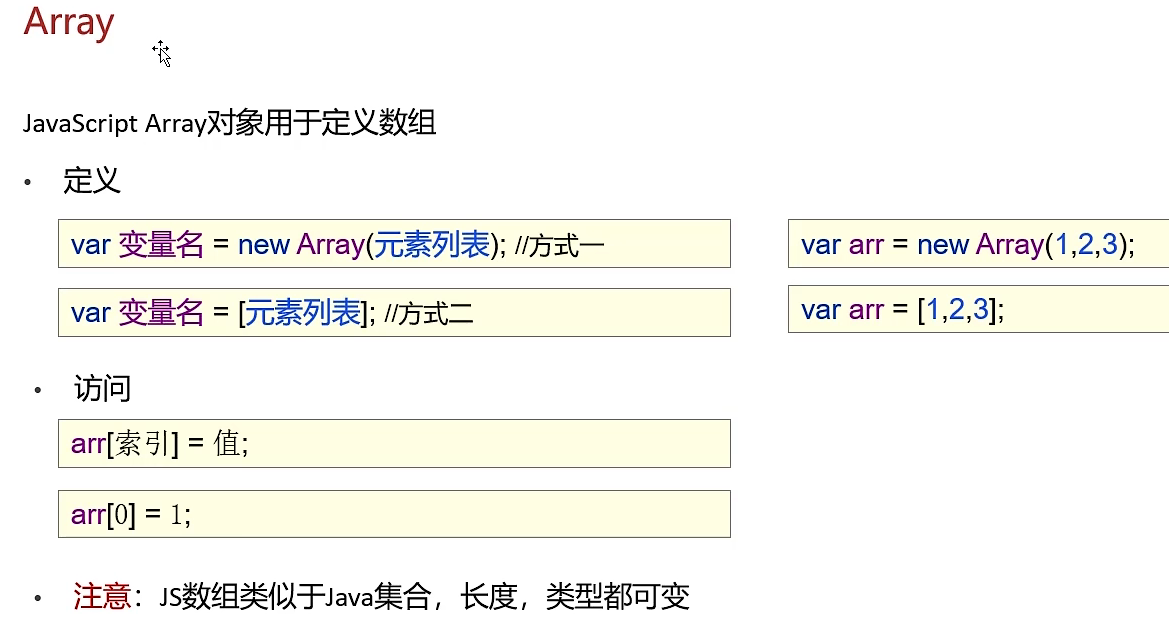 Array
JavaScript Array对象用于定义数组
• 定义
var 变量名 = new Array(元素列表); //方式一
var arr = new Array(1,2,3);
var 变量名 = [元素列表]; //方式二
var arr = [1,2,3];
• 访问
arr[索引] = 值;
arr[0] = 1;
• 注意：JS数组类似于Java集合，长度，类型都可变